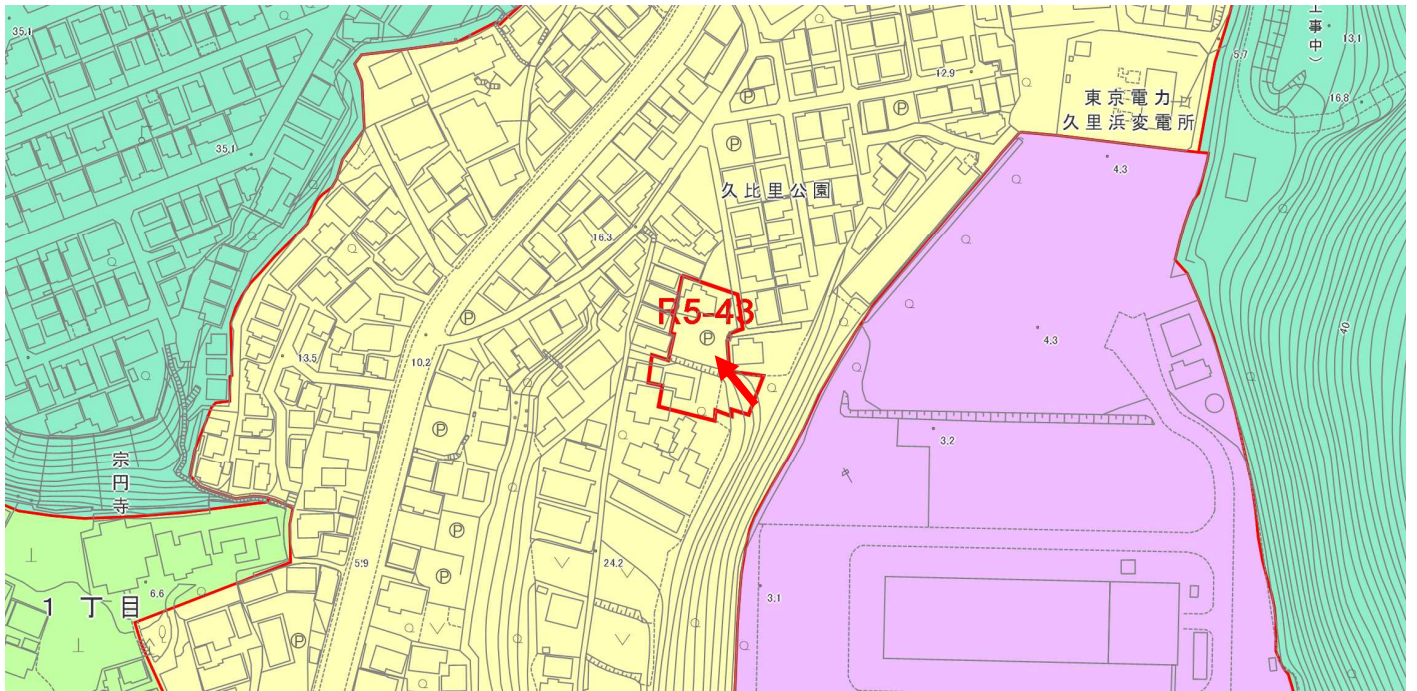 35.1
工事中）
13.1
5.7
12.9
16.8
東京電力
久里浜変電所
P
P
35.1
P
4.3
久比里公園
16.3
R5-43
P
P
40
4.3
13.5
10.2
P
3.2
宗円寺
24.2
5.9
P
3.1
6.6
1丁目
P